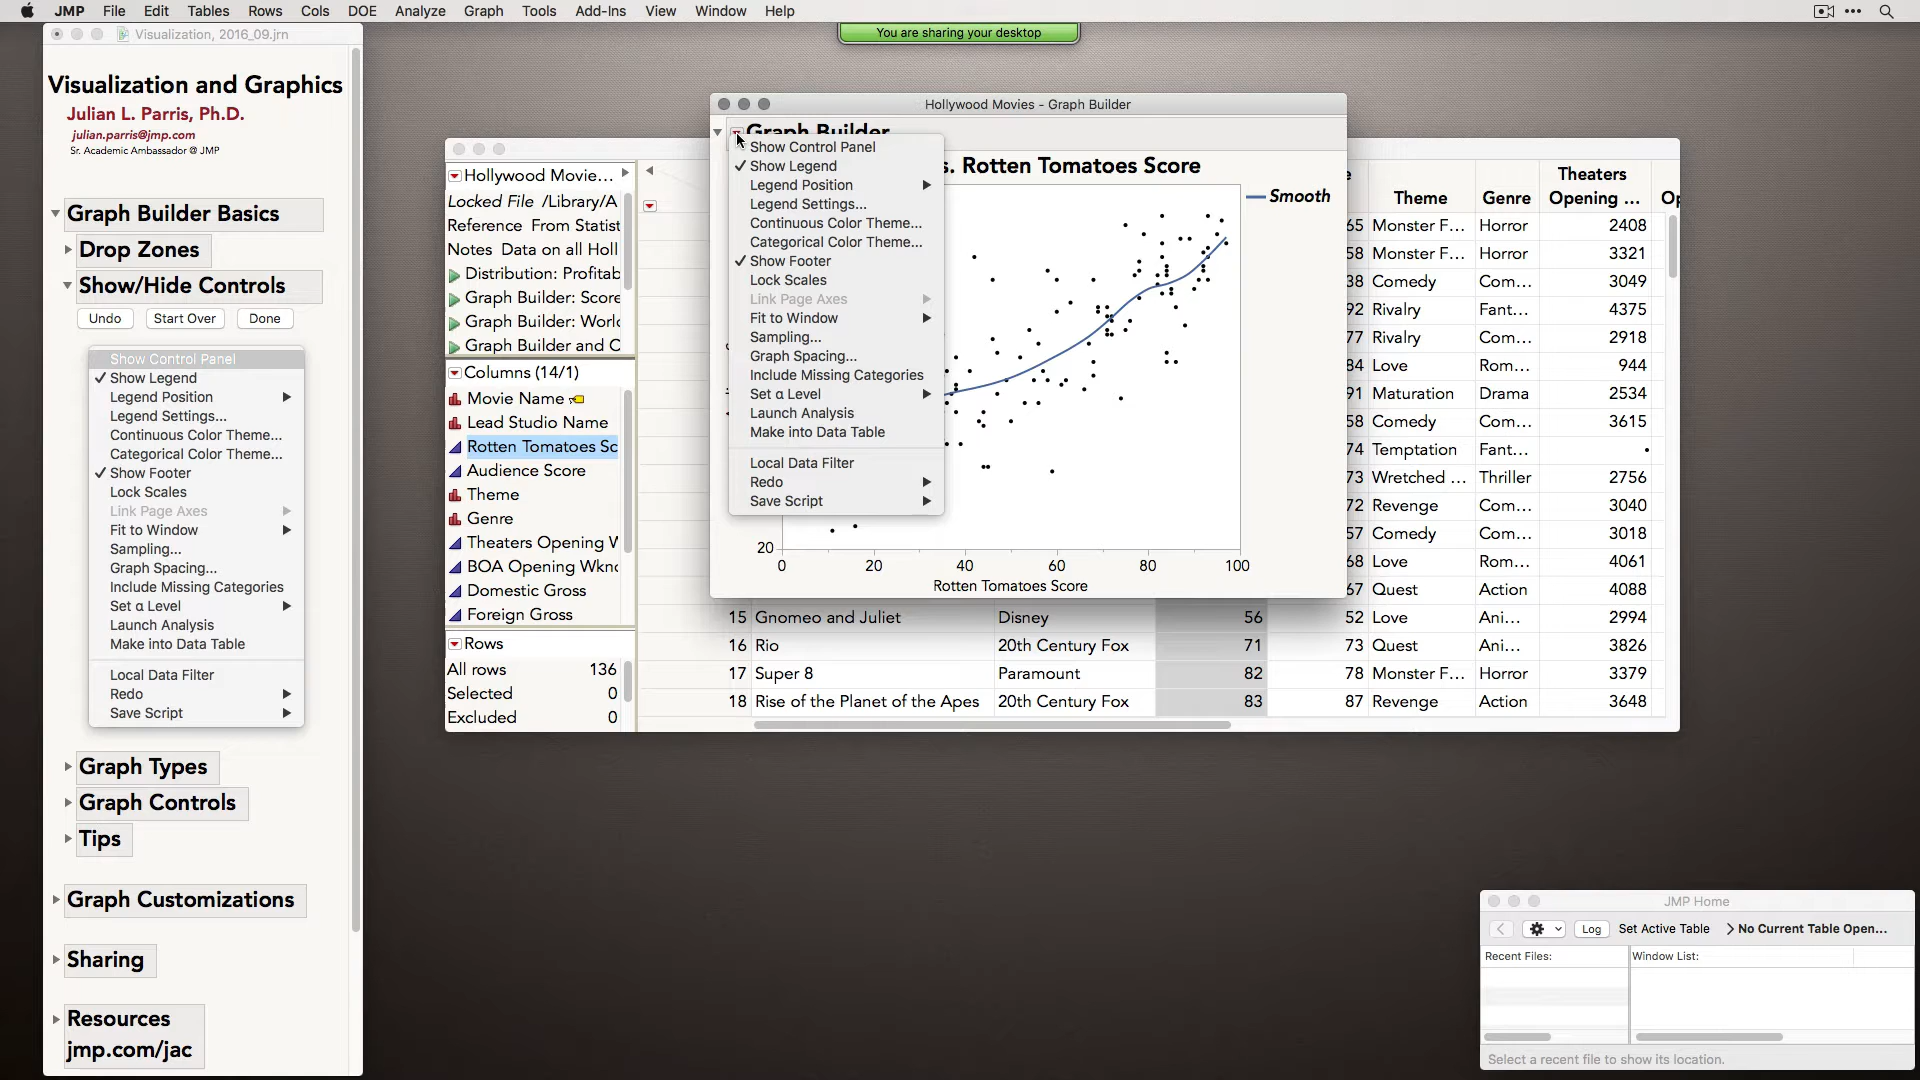 JMP File Edit Tables Rows Cols DOE Analyze Graph Tools Add-Ins View Window Help
You are sharing your desktop
Visualization, 2016_09.jrn
Visualization and Graphics
Julian L. Parris, Ph.D.
julian.parris@jmp.com
Sr. Academic Ambassador @ JMP
Graph Builder Basics
Drop Zones
Show/Hide Controls
Undo Start Over Done
Show Control Panel
Show Legend
Legend Position
Legend Settings...
Continuous Color Theme...
Categorical Color Theme...
Show Footer
Lock Scales
Link Page Axes
Fit to Window
Sampling...
Graph Spacing...
Include Missing Categories
Set α Level
Launch Analysis
Make into Data Table
Local Data Filter
Redo
Save Script
Graph Types
Graph Controls
Tips
Graph Customizations
Sharing
Resources
jmp.com/jac
Hollywood Movie...
Locked File /Library/A
Reference From Statist
Notes Data on all Holl
Distribution: Profitab
Graph Builder: Score
Graph Builder: World
Graph Builder and C
Columns (14/1)
Movie Name
Lead Studio Name
Rotten Tomatoes Sc
Audience Score
Theme
Genre
Theaters Opening W
BOA Opening Wknd
Domestic Gross
Foreign Gross
Rows
All rows 136
Selected 0
Excluded 0
Hollywood Movies - Graph Builder
Graph Builder
s. Rotten Tomatoes Score
Smooth
Show Control Panel
Show Legend
Legend Position
Legend Settings...
Continuous Color Theme...
Categorical Color Theme...
Show Footer
Lock Scales
Link Page Axes
Fit to Window
Sampling...
Graph Spacing...
Include Missing Categories
Set α Level
Launch Analysis
Make into Data Table
Local Data Filter
Redo
Save Script
20
0 20 40 60 80 100
Rotten Tomatoes Score
e Theme Genre Theaters Opening ... Op
65 Monster F... Horror 2408
58 Monster F... Horror 3321
38 Comedy Com... 3049
92 Rivalry Fant... 4375
77 Rivalry Com... 2918
84 Love Rom... 944
91 Maturation Drama 2534
58 Comedy Com... 3615
74 Temptation Fant... •
73 Wretched ... Thriller 2756
72 Revenge Com... 3040
57 Comedy Com... 3018
68 Love Rom... 4061
67 Quest Action 4088
15 Gnomeo and Juliet Disney 56 52 Love Ani... 2994
16 Rio 20th Century Fox 71 73 Quest Ani... 3826
17 Super 8 Paramount 82 78 Monster F... Horror 3379
18 Rise of the Planet of the Apes 20th Century Fox 83 87 Revenge Action 3648
JMP Home
Log Set Active Table No Current Table Open...
Recent Files: Window List:
Select a recent file to show its location.